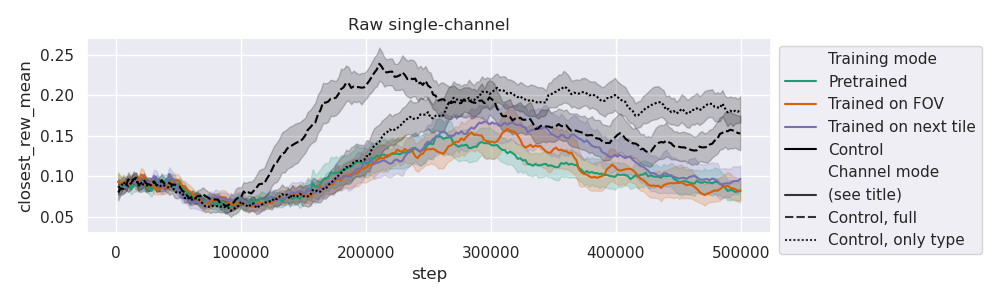 Raw single-channel
closest_rew_mean
0.25
0.20
0.15
0.10
0.05
0
100000
200000
300000
400000
500000
step
Training mode
Pretrained
Trained on FOV
Trained on next tile
Control
Channel mode
(see title)
Control, full
Control, only type